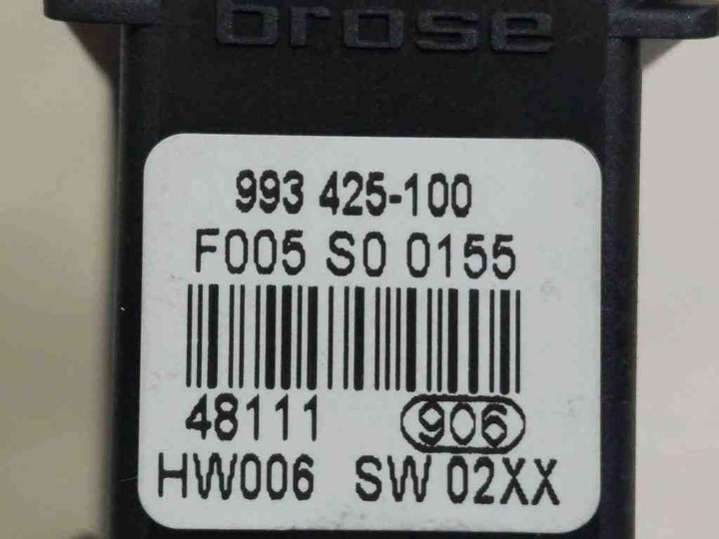 brose
993 425-100
F005 S0 0155
48111 906
HW006 SW 02XX